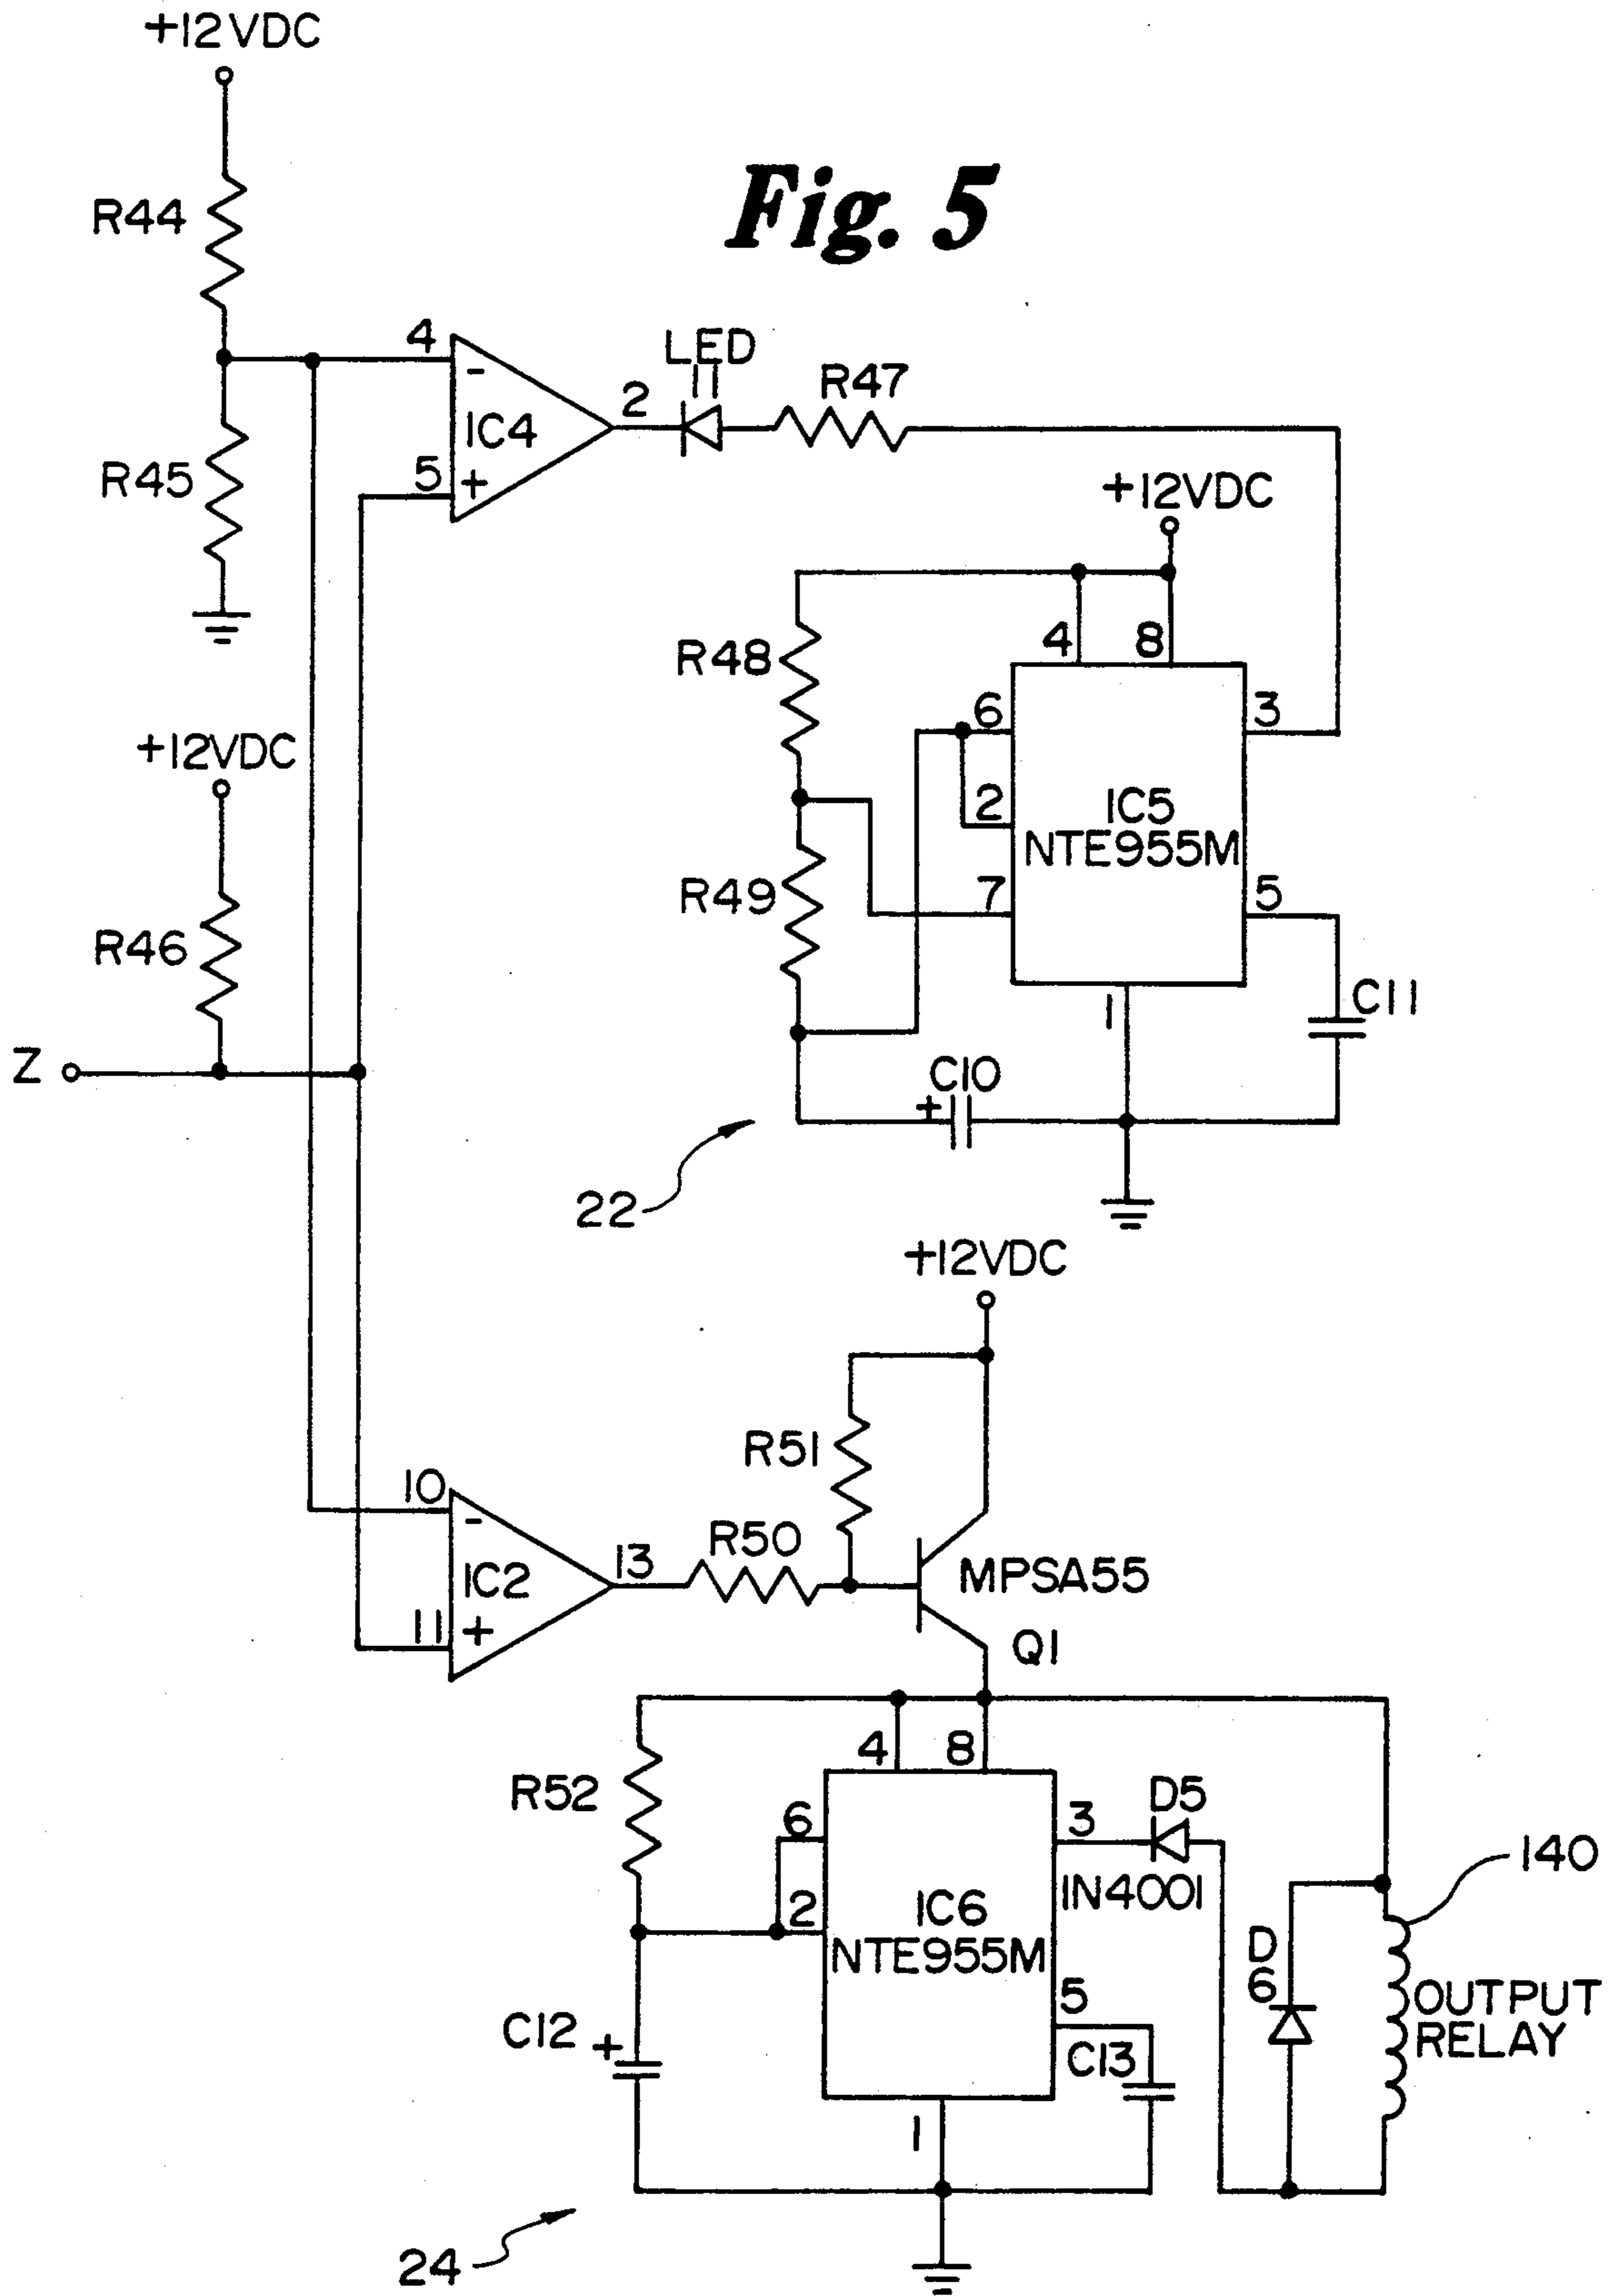 +12VDC
Fig. 5
R44
4
-
LED
11
R47
2
IC4
R45
5
+
+12VDC
4
8
R48
6
3
+12VDC
2
IC5
NTE955M
R49
7
5
R46
1
C11
Z
C10
+
22
+12VDC
R51
10
-
R50
13
IC2
MPSA55
11
+
Q1
4
8
R52
3
D5
6
140
1N4001
2
IC6
NTE955M
D
6
5
OUTPUT
RELAY
C12
+
C13
1
24